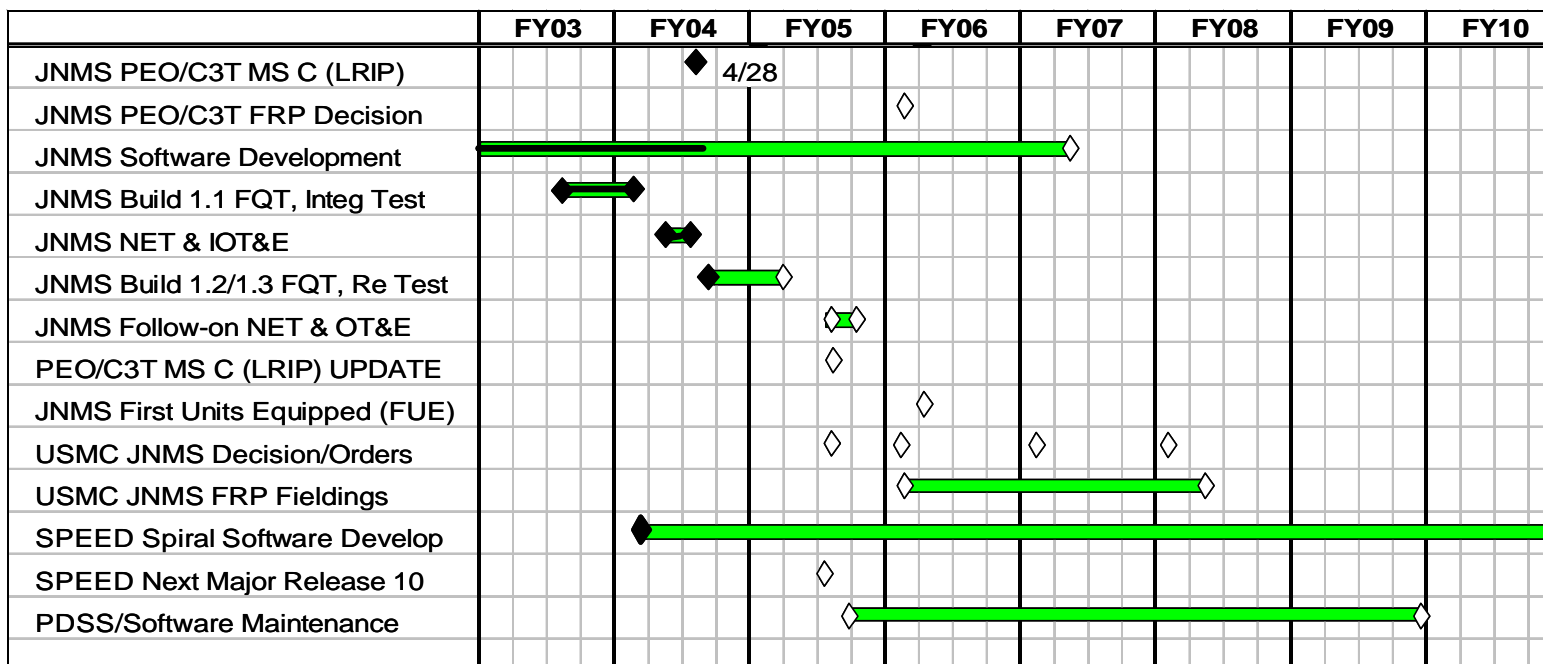 FY03 FY04 FY05 FY06 FY07 FY08 FY09 FY10
JNMS PEO/C3T MS C (LRIP) 4/28
JNMS PEO/C3T FRP Decision
JNMS Software Development
JNMS Build 1.1 FQT, Integ Test
JNMS NET & IOT&E
JNMS Build 1.2/1.3 FQT, Re Test
JNMS Follow-on NET & OT&E
PEO/C3T MS C (LRIP) UPDATE
JNMS First Units Equipped (FUE)
USMC JNMS Decision/Orders
USMC JNMS FRP Fieldings
SPEED Spiral Software Develop
SPEED Next Major Release 10
PDSS/Software Maintenance